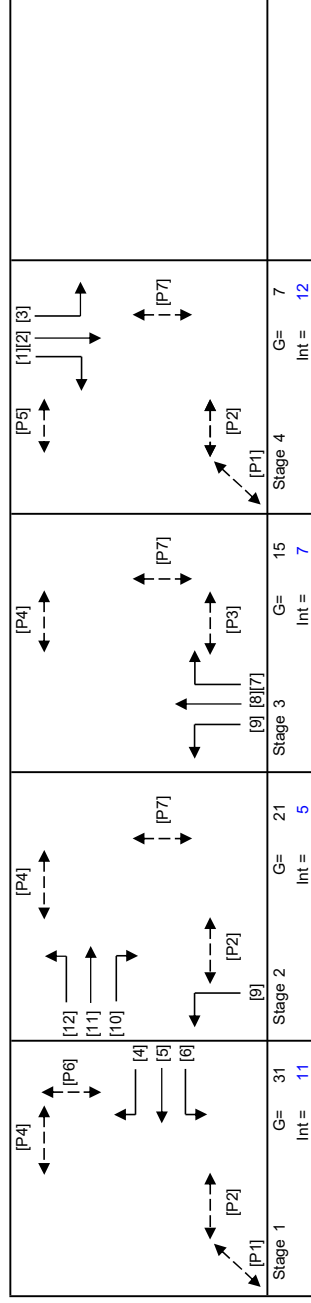 [P4]
[P6]
[4]
[5]
[6]
[P2]
[P1]
Stage 1
G= 31
Int = 11
[P4]
[12]
[11]
[10]
[P7]
[P2]
[9]
Stage 2
G= 21
Int = 5
[P4]
[P7]
[P3]
[9] [8][7]
Stage 3
G= 15
Int = 7
[1][2] [3]
[P5]
[P7]
[P2]
[P1]
Stage 4
G= 7
Int = 12